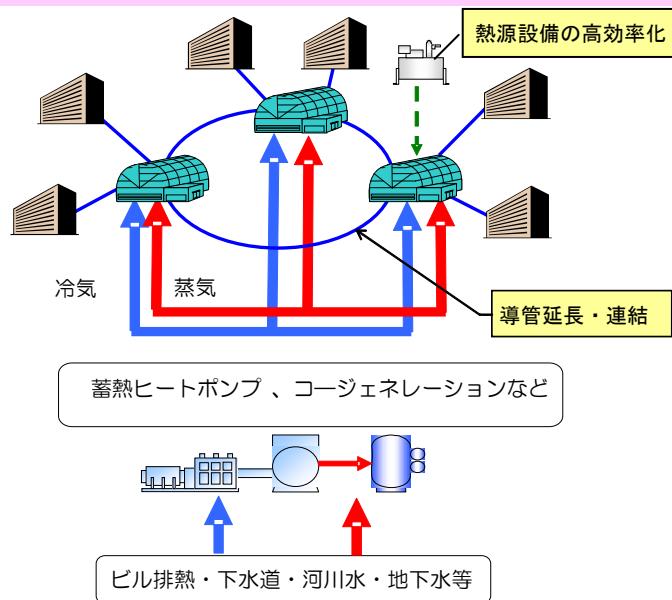 熱源設備の高効率化
冷気
蒸気
導管延長・連結
蓄熱ヒートポンプ 、コージェネレーションなど
ビル排熱・下水道・河川水・地下水等